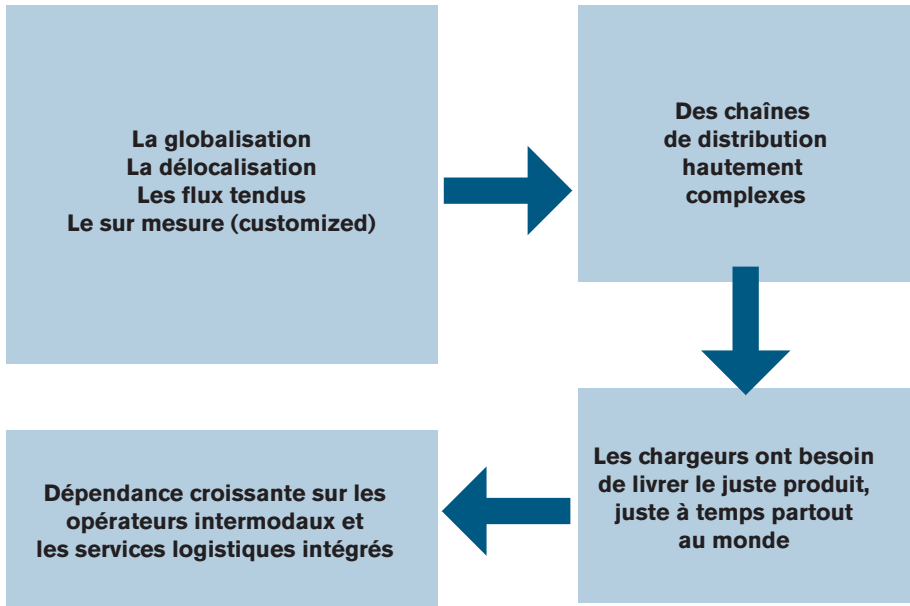 La globalisation
La délocalisation
Les flux tendus
Le sur mesure (customized)
Des chaînes
de distribution
hautement
complexes
Les chargeurs ont besoin
de livrer le juste produit,
juste à temps partout
au monde
Dépendance croissante sur les
opérateurs intermodaux et
les services logistiques intégrés